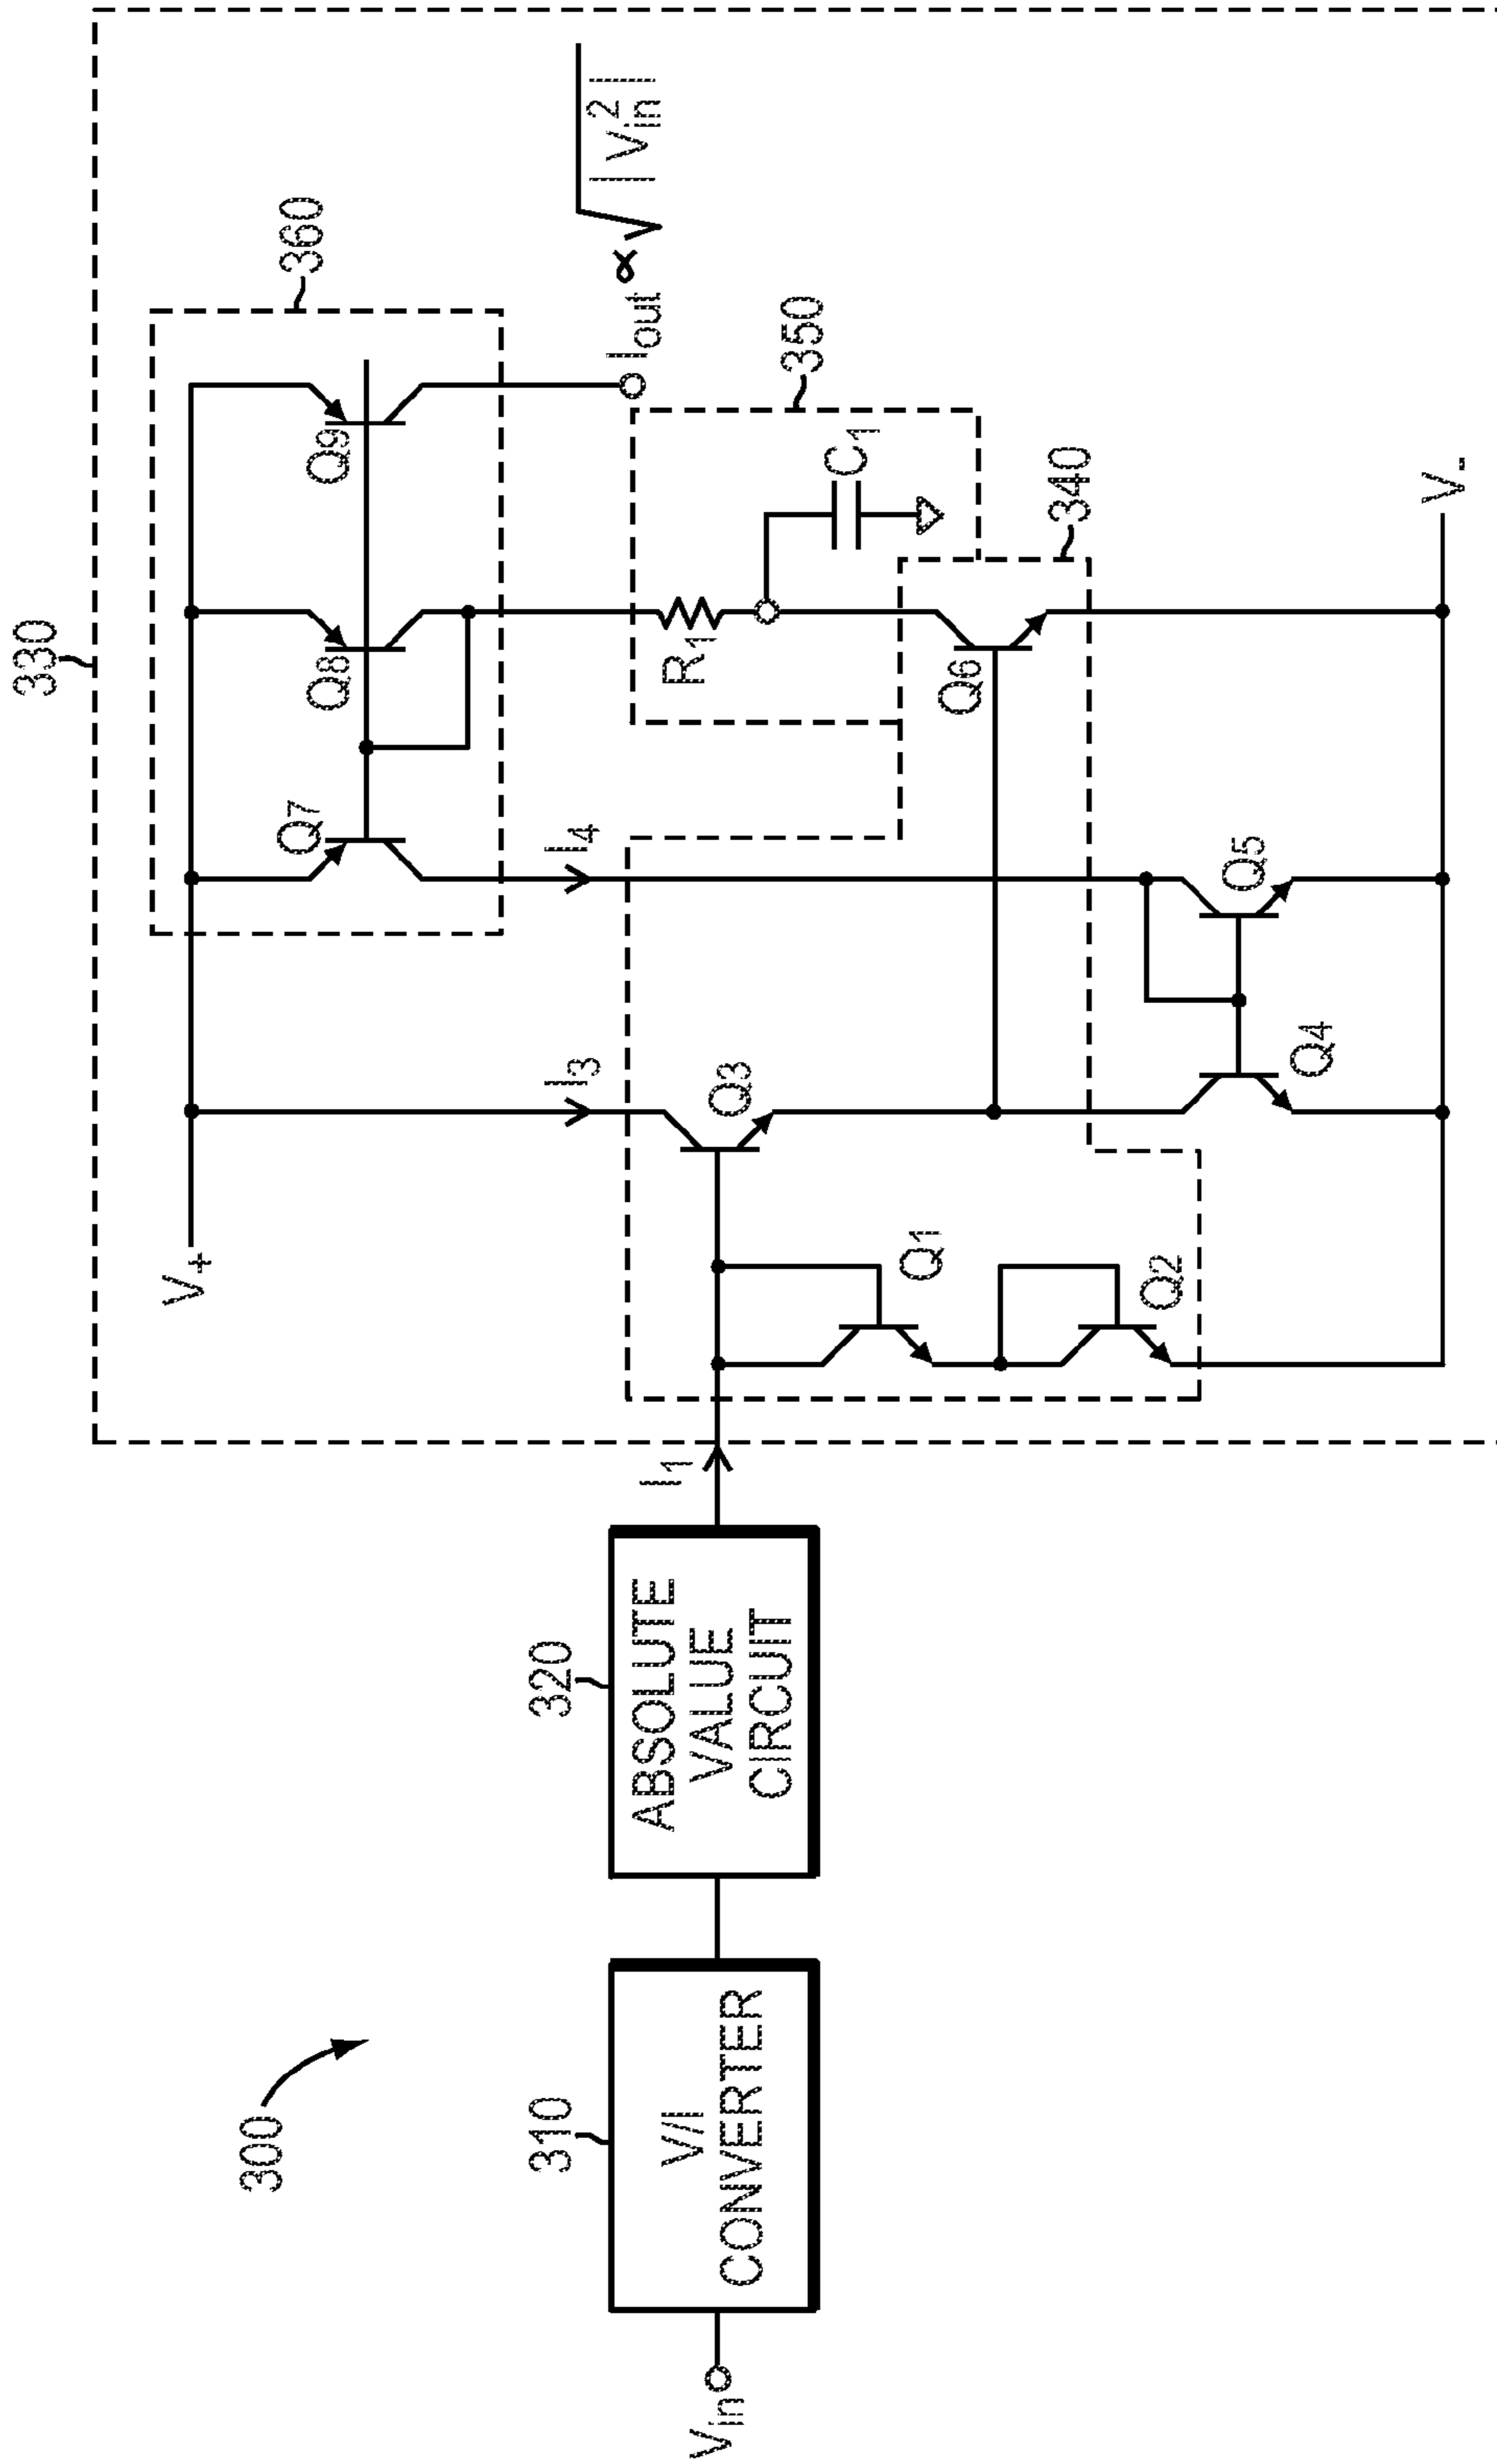 300
310
V/I
CONVERTER
Vin
320
ABSOLUTE
VALUE
CIRCUIT
I1
330
V+
I3
I4
Q7
Q8
Q9
360
Iout ∝ √|Vin²|
350
R1
C1
340
Q3
Q6
Q1
Q2
Q4
Q5
V-